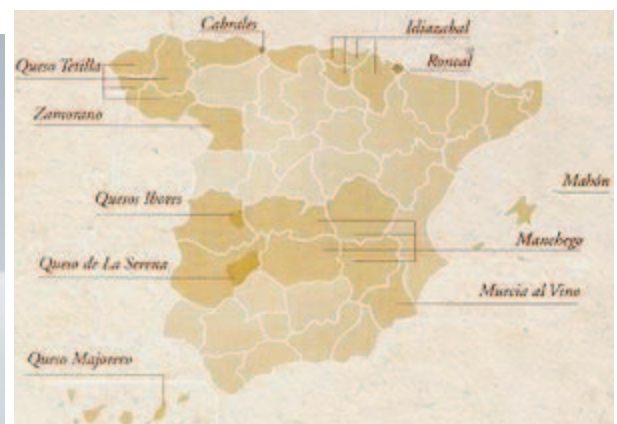 Cabrales
Idiazabal
Roncal
Queso Tetilla
Zamorano
Mahón
Quesos Ibores
Manchego
Queso de La Serena
Murcia al Vino
Queso Majorero